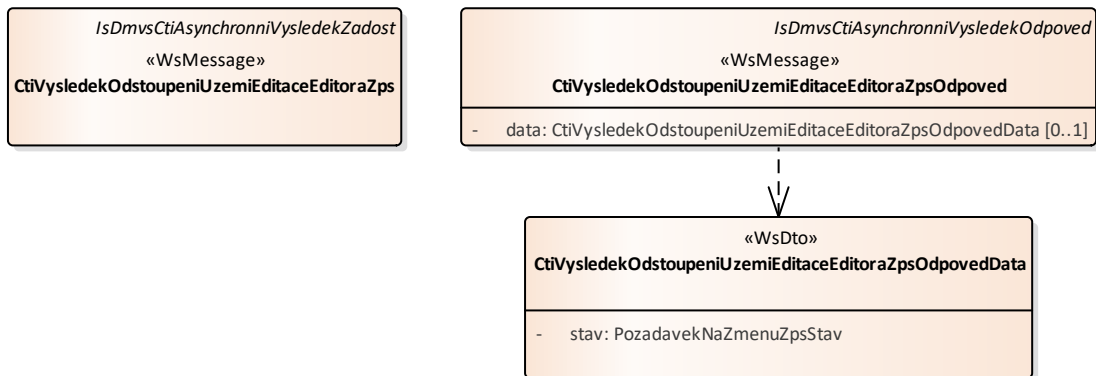 IsDmvsCtiAsynchronniVysledekZadost
«WsMessage»
CtiVysledekOdstoupeniUzemiEditaceEditoraZps
IsDmvsCtiAsynchronniVysledekOdpoved
«WsMessage»
CtiVysledekOdstoupeniUzemiEditaceEditoraZpsOdpoved
- data: CtiVysledekOdstoupeniUzemiEditaceEditoraZpsOdpovedData [0..1]
«WsDto»
CtiVysledekOdstoupeniUzemiEditaceEditoraZpsOdpovedData
- stav: PozadavekNaZmenuZpsStav